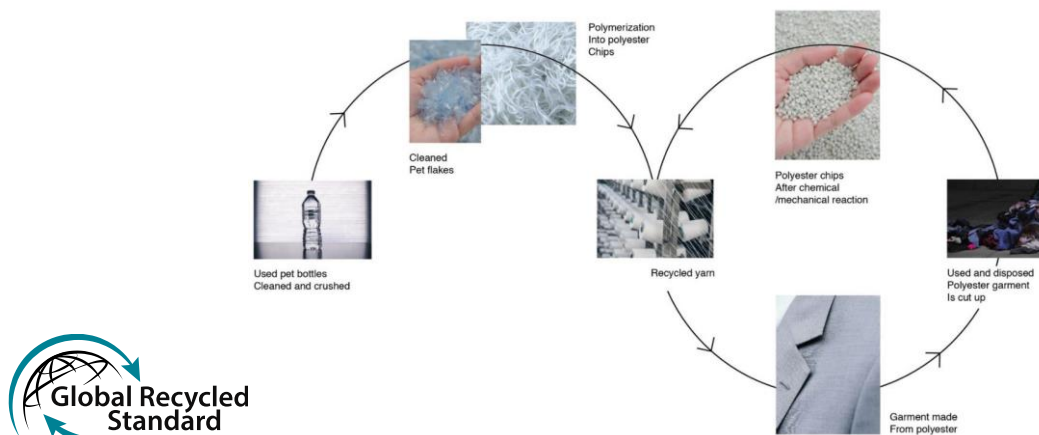 Polymerization
Into polyester
Chips
Cleaned
Pet flakes
Used pet bottles
Cleaned and crushed
Recycled yarn
Polyester chips
After chemical
/mechanical reaction
Used and disposed
Polyester garment
Is cut up
Garment made
From polyester
Global Recycled
Standard